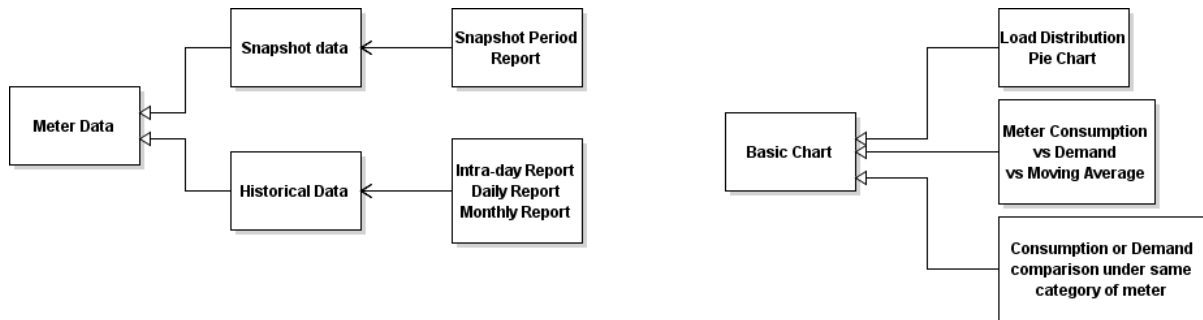 Snapshot data
Snapshot Period
Report
Meter Data
Historical Data
Intra-day Report
Daily Report
Monthly Report
Load Distribution
Pie Chart
Basic Chart
Meter Consumption
vs Demand
vs Moving Average
Consumption or Demand
comparison under same
category of meter